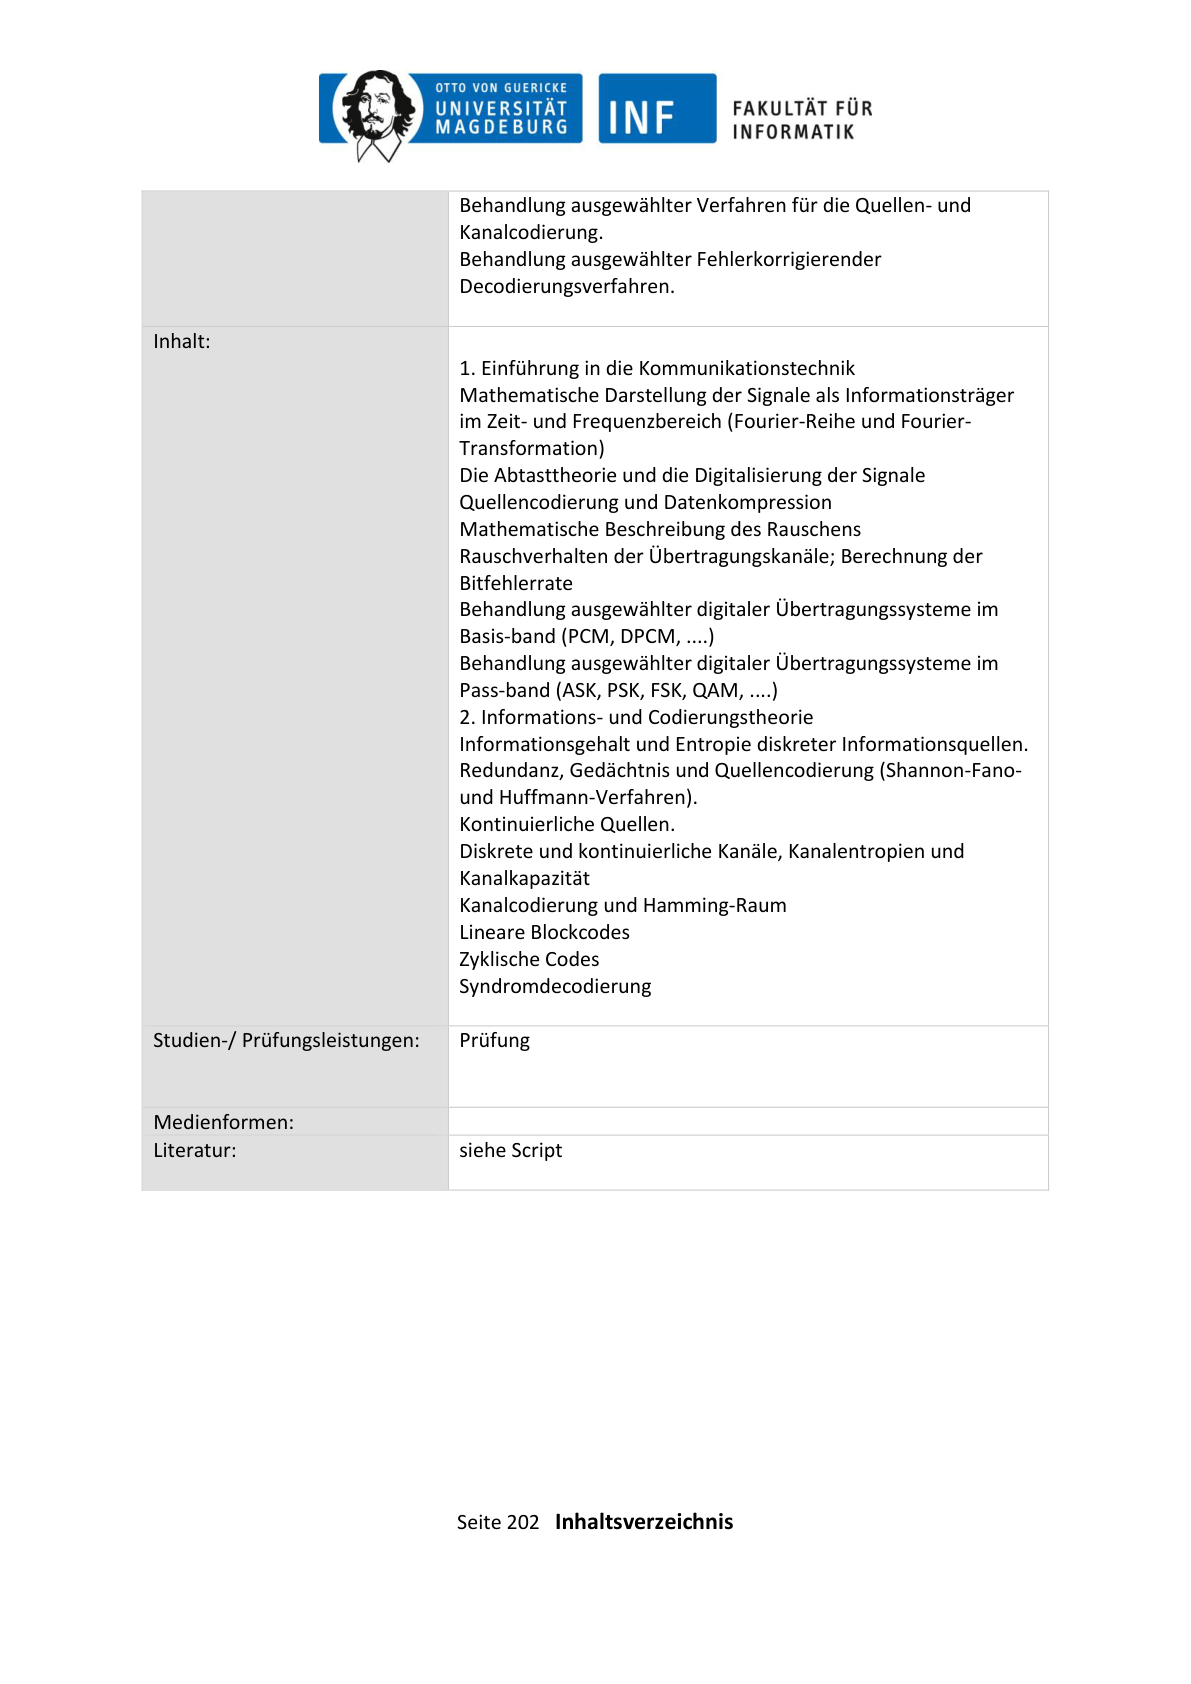 OTTO VON GUERICKE
UNIVERSITÄT
MAGDEBURG
INF
FAKULTÄT FÜR
INFORMATIK
Behandlung ausgewählter Verfahren für die Quellen- und
Kanalcodierung.
Behandlung ausgewählter Fehlerkorrigierender
Decodierungsverfahren.
Inhalt:
1. Einführung in die Kommunikationstechnik
Mathematische Darstellung der Signale als Informationsträger
im Zeit- und Frequenzbereich (Fourier-Reihe und Fourier-
Transformation)
Die Abtasttheorie und die Digitalisierung der Signale
Quellencodierung und Datenkompression
Mathematische Beschreibung des Rauschens
Rauschverhalten der Übertragungskanäle; Berechnung der
Bitfehlerrate
Behandlung ausgewählter digitaler Übertragungssysteme im
Basis-band (PCM, DPCM, ....)
Behandlung ausgewählter digitaler Übertragungssysteme im
Pass-band (ASK, PSK, FSK, QAM, ....)
2. Informations- und Codierungstheorie
Informationsgehalt und Entropie diskreter Informationsquellen.
Redundanz, Gedächtnis und Quellencodierung (Shannon-Fano-
und Huffmann-Verfahren).
Kontinuierliche Quellen.
Diskrete und kontinuierliche Kanäle, Kanalentropien und
Kanalkapazität
Kanalcodierung und Hamming-Raum
Lineare Blockcodes
Zyklische Codes
Syndromdecodierung
Studien-/ Prüfungsleistungen: Prüfung
Medienformen:
Literatur: siehe Script
Seite 202 Inhaltsverzeichnis